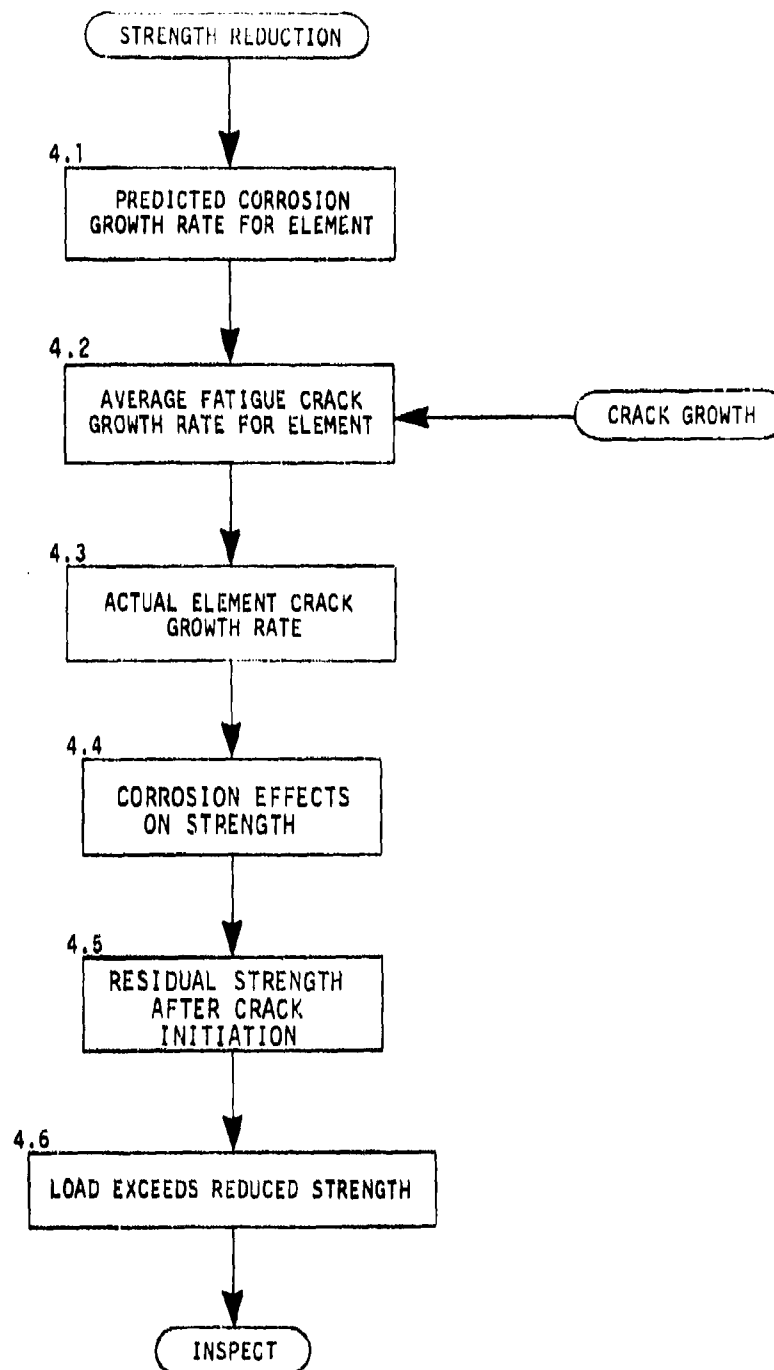 STRENGTH REDUCTION
4.1
PREDICTED CORROSION
GROWTH RATE FOR ELEMENT
4.2
AVERAGE FATIGUE CRACK
GROWTH RATE FOR ELEMENT
CRACK GROWTH
4.3
ACTUAL ELEMENT CRACK
GROWTH RATE
4.4
CORROSION EFFECTS
ON STRENGTH
4.5
RESIDUAL STRENGTH
AFTER CRACK
INITIATION
4.6
LOAD EXCEEDS REDUCED STRENGTH
INSPECT